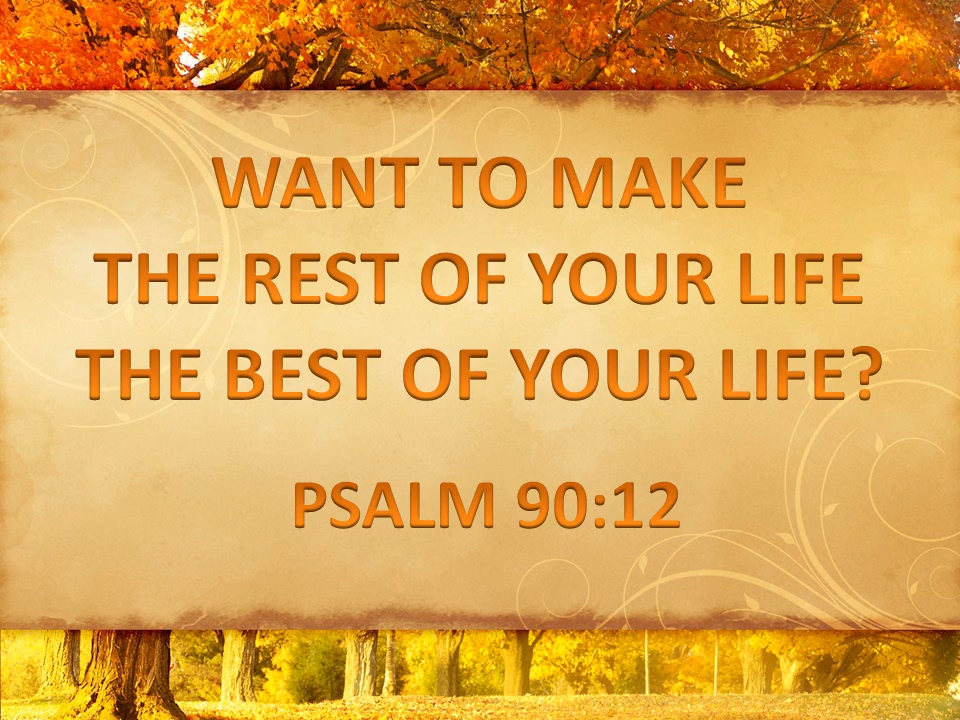 WANT TO MAKE
THE REST OF YOUR LIFE
THE BEST OF YOUR LIFE?
PSALM 90:12